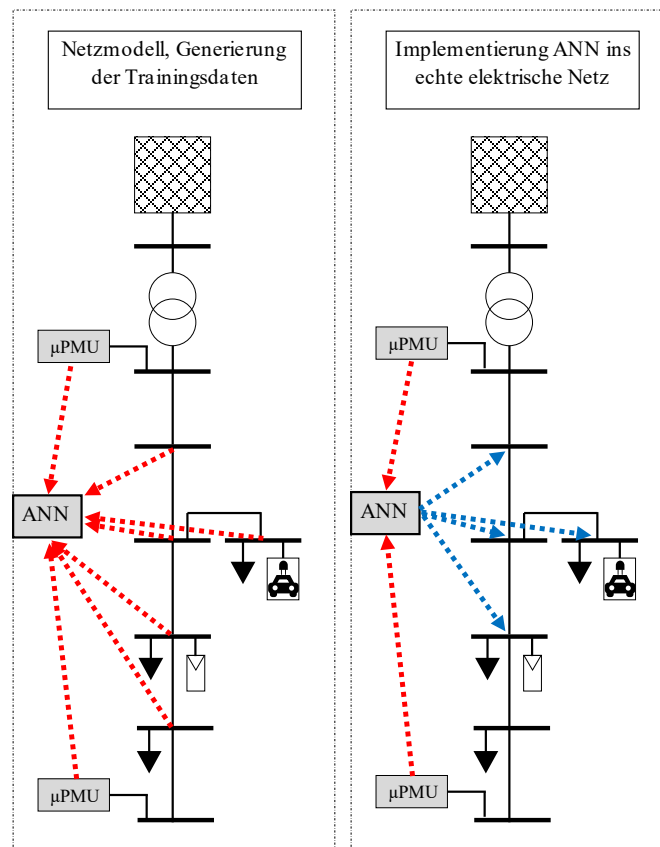 Netzmodell, Generierung
der Trainingsdaten
µPMU
ANN
µPMU
Implementierung ANN ins
echte elektrische Netz
µPMU
ANN
µPMU